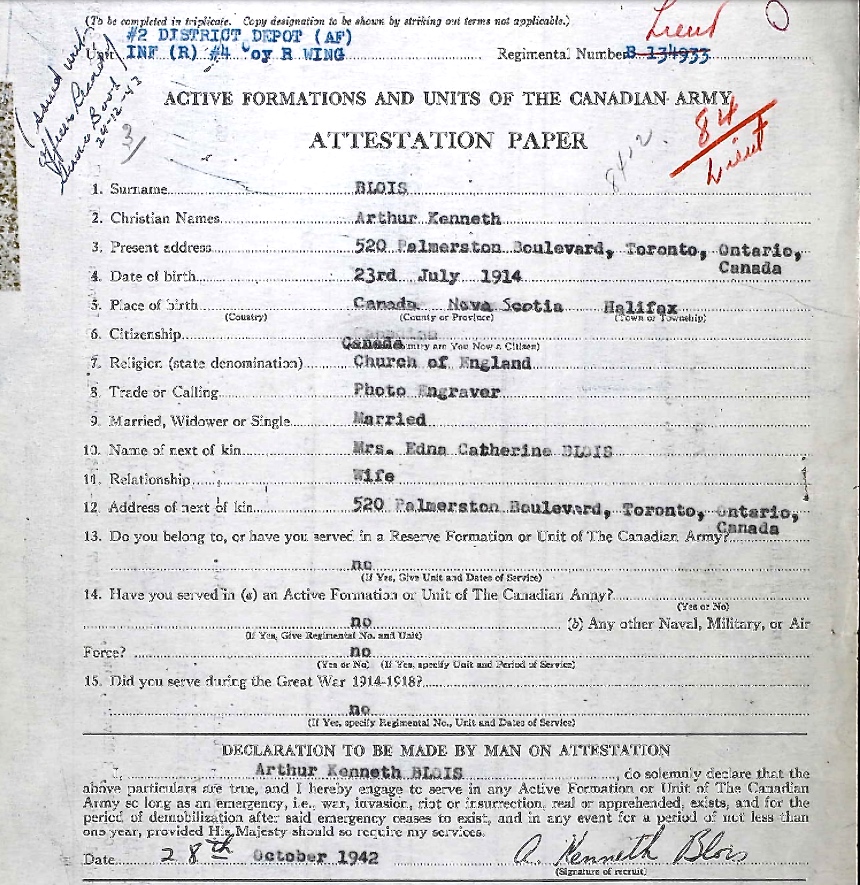 (To be completed in triplicate. Copy designation to be shown by striking out terms not applicable.)
Lieut
#2 DISTRICT DEPOT (AF)
Unit INF (R) #4 Coy R WING Regimental Number B 134933
Issued with
Officers
Service Book
24-12-43
3/
ACTIVE FORMATIONS AND UNITS OF THE CANADIAN ARMY
84
Lieut
ATTESTATION PAPER
1. Surname BLOIS
2. Christian Names Arthur Kenneth
3. Present address 520 Palmerston Boulevard, Toronto, Ontario,
Canada
4. Date of birth 23rd July 1914
5. Place of birth Canada Nova Scotia Halifax
(Country) (County or Province) (Town or Township)
6. Citizenship Canadian
Canada ntry are You Now a Citizen)
7. Religion (state denomination) Church of England
8. Trade or Calling Photo Engraver
9. Married, Widower or Single Married
10. Name of next of kin Mrs. Edna Catherine BLOIS
11. Relationship Wife
12. Address of next of kin 520 Palmerston Boulevard, Toronto, Ontario,
Canada
13. Do you belong to, or have you served in a Reserve Formation or Unit of The Canadian Army?
no
(If Yes, Give Unit and Dates of Service)
14. Have you served in (a) an Active Formation or Unit of The Canadian Army?
(Yes or No)
no (b) Any other Naval, Military, or Air
(If Yes, Give Regimental No. and Unit)
Force? no
(Yes or No) (If Yes, specify Unit and Period of Service)
15. Did you serve during the Great War 1914-1918?
no
(If Yes, specify Regimental No., Unit and Dates of Service)
DECLARATION TO BE MADE BY MAN ON ATTESTATION
I, Arthur Kenneth BLOIS, do solemnly declare that the
above particulars are true, and I hereby engage to serve in any Active Formation or Unit of The Canadian
Army so long as an emergency, i.e., war, invasion, riot or insurrection, real or apprehended, exists, and for the
period of demobilization after said emergency ceases to exist, and in any event for a period of not less than
one year, provided His Majesty should so require my services.
Date 28th October 1942 A. Kenneth Blois
(Signature of recruit)